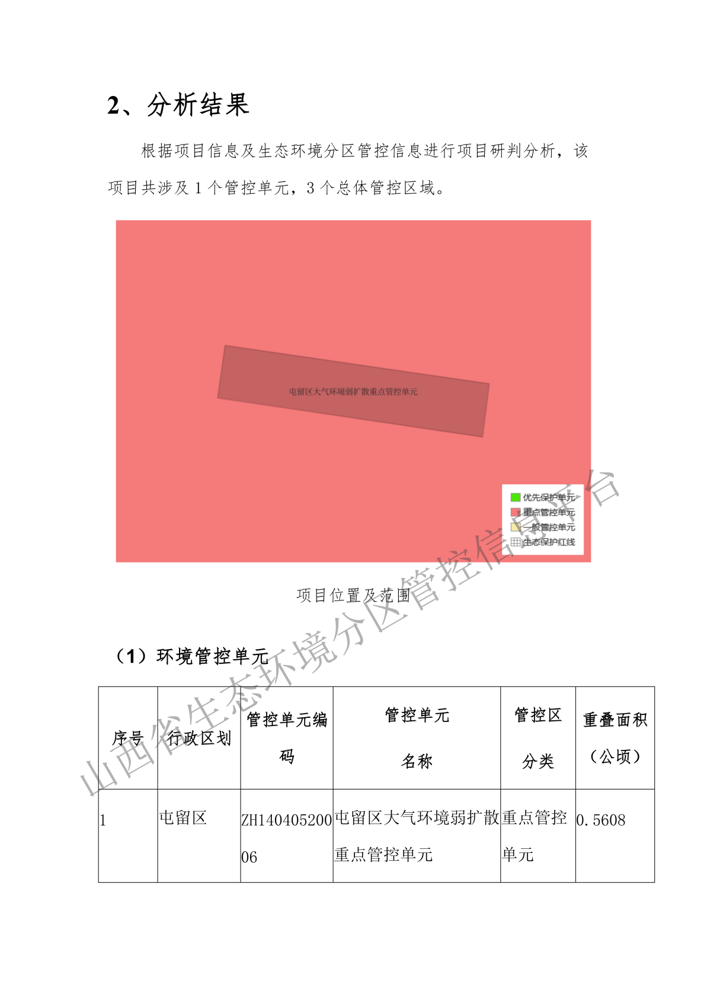 2、分析结果
根据项目信息及生态环境分区管控信息进行项目研判分析，该
项目共涉及 1 个管控单元，3 个总体管控区域。
屯留区大气环境弱扩散重点管控单元
优先保护单元
重点管控单元
一般管控单元
生态保护红线
项目位置及范围
（1）环境管控单元
序号 行政区划 管控单元编码 管控单元名称 管控区分类 重叠面积（公顷）
1 屯留区 ZH14040520006 屯留区大气环境弱扩散重点管控单元 重点管控单元 0.5608
山西省生态环境分区管控信息平台